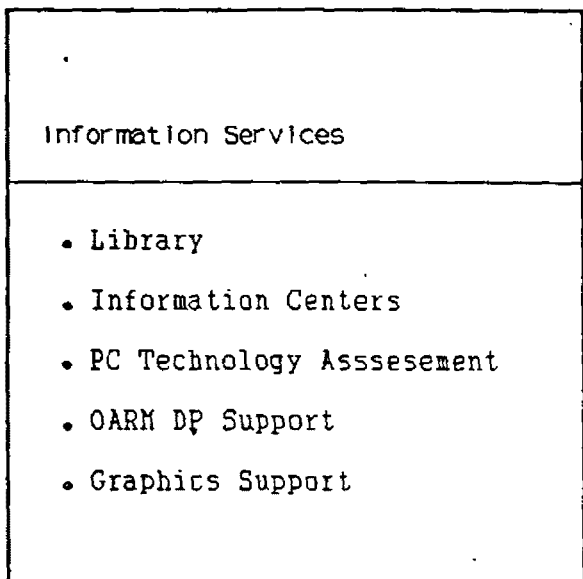 Information Services
• Library
• Information Centers
• PC Technology Asssesement
• OARM DP Support
• Graphics Support